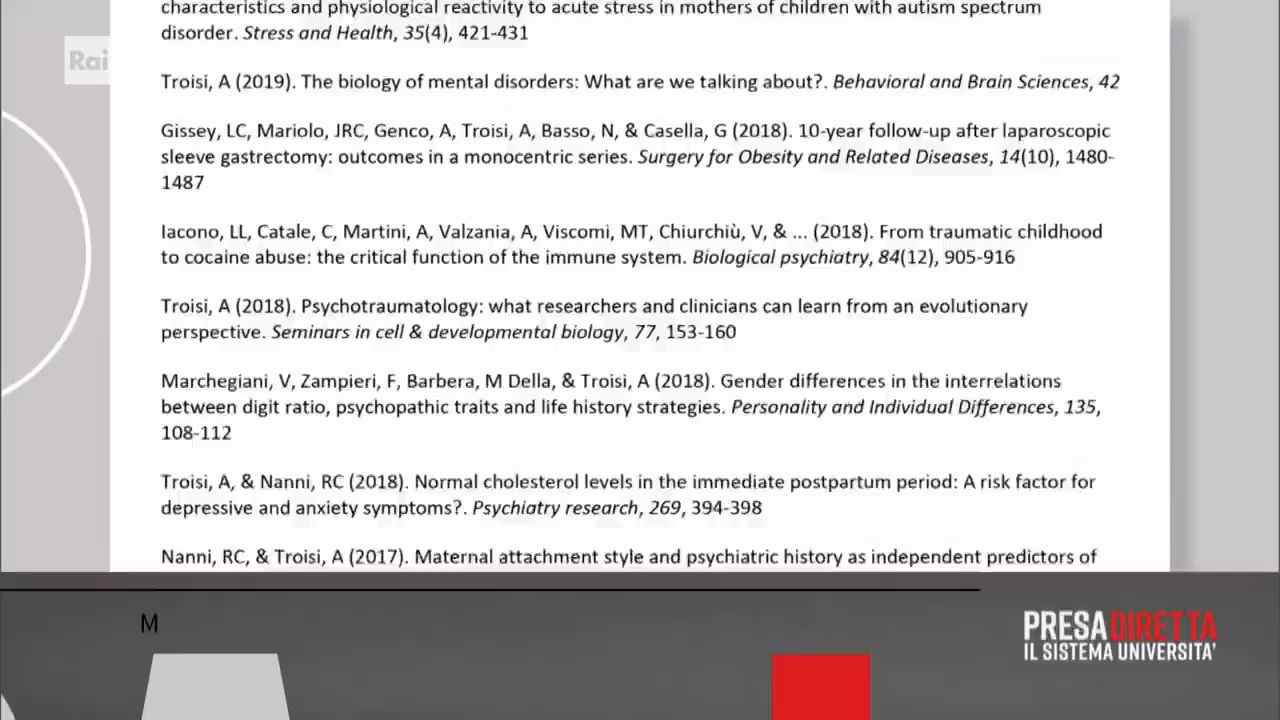 characteristics and physiological reactivity to acute stress in mothers of children with autism spectrum
disorder. Stress and Health, 35(4), 421-431
Rai
Troisi, A (2019). The biology of mental disorders: What are we talking about?. Behavioral and Brain Sciences, 42
Gissey, LC, Mariolo, JRC, Genco, A, Troisi, A, Basso, N, & Casella, G (2018). 10-year follow-up after laparoscopic
sleeve gastrectomy: outcomes in a monocentric series. Surgery for Obesity and Related Diseases, 14(10), 1480-
1487
Iacono, LL, Catale, C, Martini, A, Valzania, A, Viscomi, MT, Chiurchiù, V, & ... (2018). From traumatic childhood
to cocaine abuse: the critical function of the immune system. Biological psychiatry, 84(12), 905-916
Troisi, A (2018). Psychotraumatology: what researchers and clinicians can learn from an evolutionary
perspective. Seminars in cell & developmental biology, 77, 153-160
Marchegiani, V, Zampieri, F, Barbera, M Della, & Troisi, A (2018). Gender differences in the interrelations
between digit ratio, psychopathic traits and life history strategies. Personality and Individual Differences, 135,
108-112
Troisi, A, & Nanni, RC (2018). Normal cholesterol levels in the immediate postpartum period: A risk factor for
depressive and anxiety symptoms?. Psychiatry research, 269, 394-398
Nanni, RC, & Troisi, A (2017). Maternal attachment style and psychiatric history as independent predictors of
M
PRESADIRETTA
IL SISTEMA UNIVERSITA'